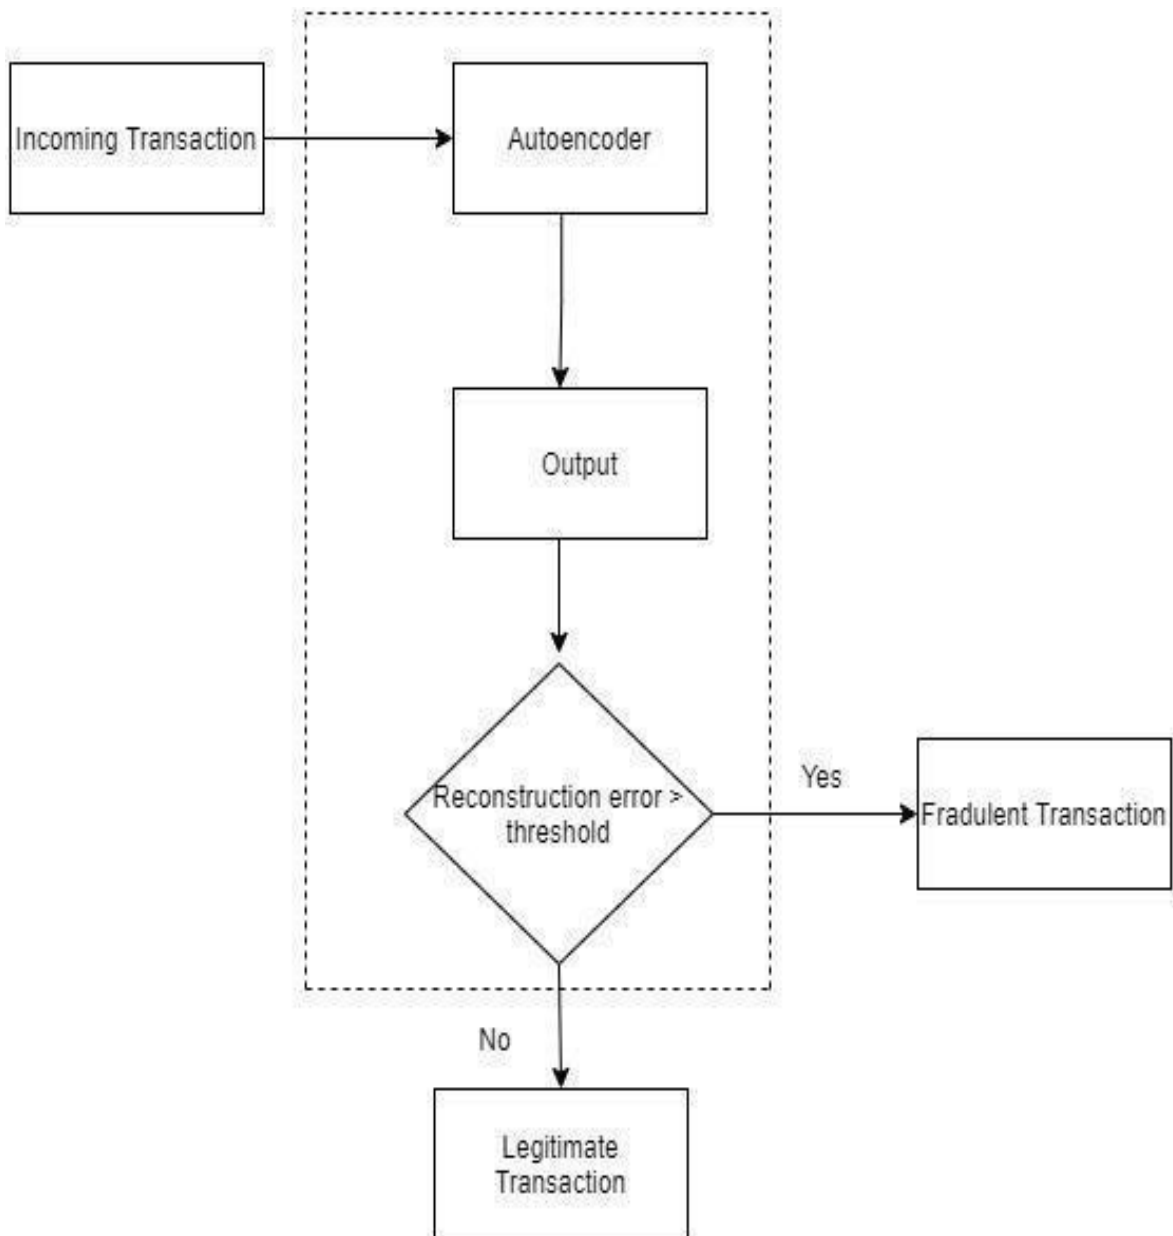 Incoming Transaction
Autoencoder
Output
Reconstruction error >
threshold
Yes
Fradulent Transaction
No
Legitimate
Transaction